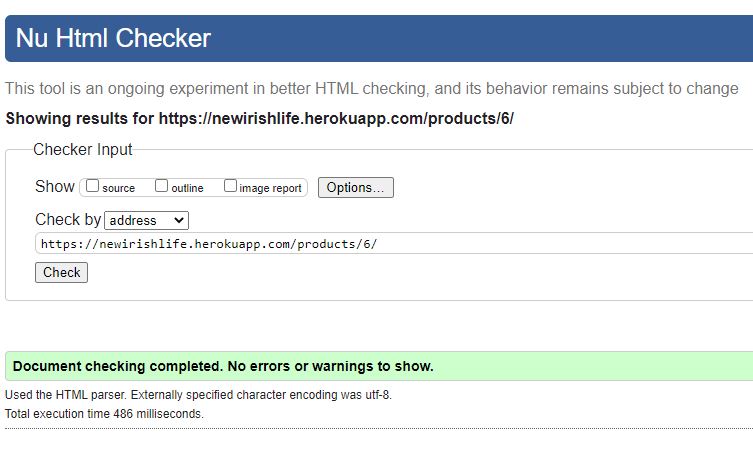 Nu Html Checker
This tool is an ongoing experiment in better HTML checking, and its behavior remains subject to change
Showing results for https://newirishlife.herokuapp.com/products/6/
Checker Input
Show source outline image report Options...
Check by address
https://newirishlife.herokuapp.com/products/6/
Check
Document checking completed. No errors or warnings to show.
Used the HTML parser. Externally specified character encoding was utf-8.
Total execution time 486 milliseconds.